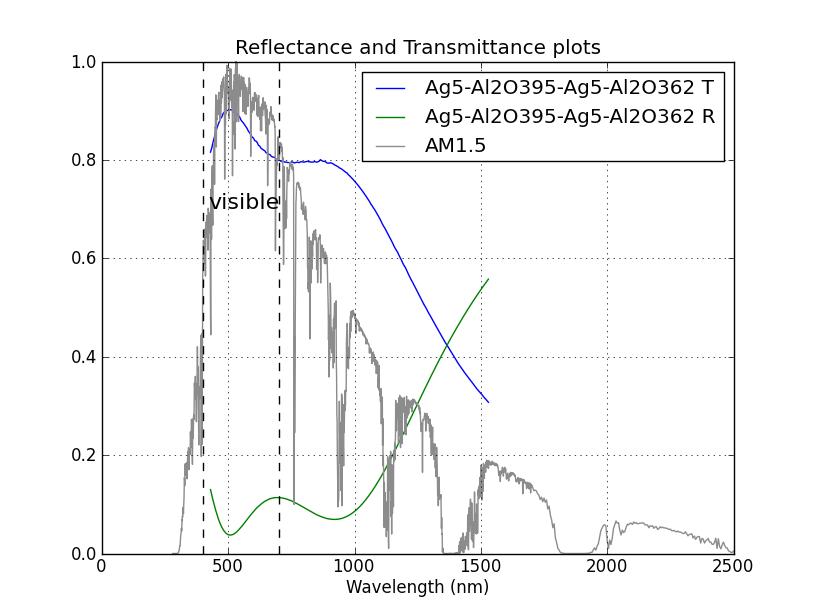 Reflectance and Transmittance plots
Ag5-Al2O395-Ag5-Al2O362 T
Ag5-Al2O395-Ag5-Al2O362 R
AM1.5
visible
1.0
0.8
0.6
0.4
0.2
0.0
0 500 1000 1500 2000 2500
Wavelength (nm)